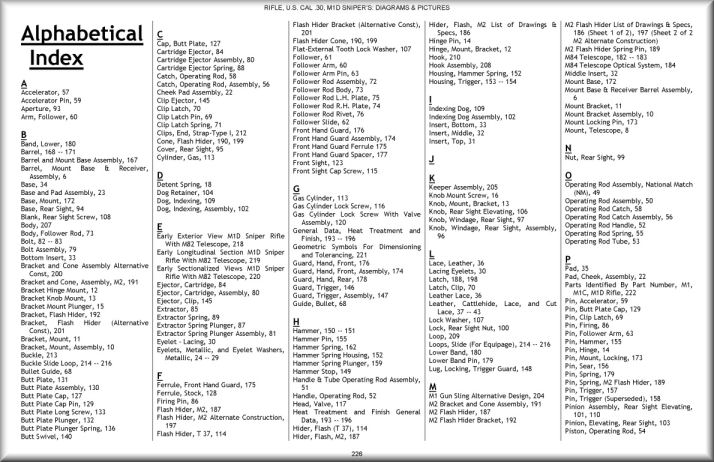 RIFLE, U.S. CAL .30, M1D SNIPER'S: DIAGRAMS & PICTURES
Alphabetical
Index
A
Accelerator, 57
Accelerator Pin, 59
Aperture, 93
Arm, Follower, 60
B
Band, Lower, 180
Barrel, 168 -- 171
Barrel and Mount Base Assembly, 167
Barrel, Mount Base & Receiver,
Assembly, 6
Base, 34
Base and Pad Assembly, 23
Base, Mount, 172
Base, Rear Sight, 94
Blank, Rear Sight Screw, 108
Body, 207
Body, Follower Rod, 73
Bolt, 82 -- 83
Bolt Assembly, 79
Bottom Insert, 33
Bracket and Cone Assembly Alternative
Const, 200
Bracket and Cone, Assembly, M2, 191
Bracket Hinge Mount, 12
Bracket Knob Mount, 13
Bracket Mount Plunger, 15
Bracket, Flash Hider, 192
Bracket, Flash Hider (Alternative
Const), 201
Bracket, Mount, 11
Bracket, Mount, Assembly, 10
Buckle, 213
Buckle Slide Loop, 214 -- 216
Bullet Guide, 68
Butt Plate, 131
Butt Plate Assembly, 130
Butt Plate Cap, 127
Butt Plate Cap Pin, 129
Butt Plate Long Screw, 133
Butt Plate Plunger, 132
Butt Plate Plunger Spring, 136
Butt Swivel, 140
C
Cap, Butt Plate, 127
Cartridge Ejector, 84
Cartridge Ejector Assembly, 80
Cartridge Ejector Spring, 88
Catch, Operating Rod, 58
Catch, Operating Rod, Assembly, 56
Cheek Pad Assembly, 22
Clip Ejector, 145
Clip Latch, 70
Clip Latch Pin, 69
Clip Latch Spring, 71
Clips, End, Strap-Type I, 212
Cone, Flash Hider, 190, 199
Cover, Rear Sight, 95
Cylinder, Gas, 113
D
Detent Spring, 18
Dog Retainer, 104
Dog, Indexing, 109
Dog, Indexing, Assembly, 102
E
Early Exterior View M1D Sniper Rifle
With M82 Telescope, 218
Early Longitudinal Section M1D Sniper
Rifle With M82 Telescope, 219
Early Sectionalized Views M1D Sniper
Rifle With M82 Telescope, 220
Ejector, Cartridge, 84
Ejector, Cartridge, Assembly, 80
Ejector, Clip, 145
Extractor, 85
Extractor Spring, 89
Extractor Spring Plunger, 87
Extractor Spring Plunger Assembly, 81
Eyelet - Lacing, 30
Eyelets, Metallic, and Eyelet Washers,
Metallic, 24 -- 29
F
Ferrule, Front Hand Guard, 175
Ferrule, Stock, 128
Firing Pin, 86
Flash Hider, M2, 187
Flash Hider, M2 Alternate Construction,
197
Flash Hider, T 37, 114
Flash Hider Bracket (Alternative Const),
201
Flash Hider Cone, 190, 199
Flat-External Tooth Lock Washer, 107
Follower, 61
Follower Arm, 60
Follower Arm Pin, 63
Follower Rod Assembly, 72
Follower Rod Body, 73
Follower Rod L.H. Plate, 75
Follower Rod R.H. Plate, 74
Follower Rod Rivet, 76
Follower Slide, 62
Front Hand Guard, 176
Front Hand Guard Assembly, 174
Front Hand Guard Ferrule 175
Front Hand Guard Spacer, 177
Front Sight, 123
Front Sight Cap Screw, 115
G
Gas Cylinder, 113
Gas Cylinder Lock Screw, 116
Gas Cylinder Lock Screw With Valve
Assembly, 120
General Data, Heat Treatment and
Finish, 193 -- 196
Geometric Symbols For Dimensioning
and Tolerancing, 221
Guard, Hand, Front, 176
Guard, Hand, Front, Assembly, 174
Guard, Hand, Rear, 178
Guard, Trigger, 146
Guard, Trigger, Assembly, 147
Guide, Bullet, 68
H
Hammer, 150 -- 151
Hammer Pin, 155
Hammer Spring, 162
Hammer Spring Housing, 152
Hammer Spring Plunger, 159
Hammer Stop, 149
Handle & Tube Operating Rod Assembly,
51
Handle, Operating Rod, 52
Head, Valve, 117
Heat Treatment and Finish General
Data, 193 -- 196
Hider, Flash (T 37), 114
Hider, Flash, M2, 187
Hider, Flash, M2 List of Drawings &
Specs, 186
Hinge Pin, 14
Hinge, Mount, Bracket, 12
Hook, 210
Hook Assembly, 208
Housing, Hammer Spring, 152
Housing, Trigger, 153 -- 154
I
Indexing Dog, 109
Indexing Dog Assembly, 102
Insert, Bottom, 33
Insert, Middle, 32
Insert, Top, 31
J
K
Keeper Assembly, 205
Knob Mount Screw, 16
Knob, Mount, Bracket, 13
Knob, Rear Sight Elevating, 106
Knob, Windage, Rear Sight, 97
Knob, Windage, Rear Sight, Assembly,
96
L
Lace, Leather, 36
Lacing Eyelets, 30
Latch, 188, 198
Latch, Clip, 70
Leather Lace, 36
Leather, Cattlehide, Lace, and Cut
Lace, 37 -- 43
Lock Washer, 107
Lock, Rear Sight Nut, 100
Loop, 209
Loops, Slide (For Equipage), 214 -- 216
Lower Band, 180
Lower Band Pin, 179
Lug, Locking, Trigger Guard, 148
M
M1 Gun Sling Alternative Design, 204
M2 Bracket and Cone Assembly, 191
M2 Flash Hider, 187
M2 Flash Hider Bracket, 192
M2 Flash Hider List of Drawings & Specs,
186 (Sheet 1 of 2), 197 (Sheet 2 of 2
M2 Alternate Construction)
M2 Flash Hider Spring Pin, 189
M84 Telescope, 182 -- 183
M84 Telescope Optical System, 184
Middle Insert, 32
Mount Base, 172
Mount Base & Receiver Barrel Assembly,
6
Mount Bracket, 11
Mount Bracket Assembly, 10
Mount Locking Pin, 173
Mount, Telescope, 8
N
Nut, Rear Sight, 99
O
Operating Rod Assembly, National Match
(NM), 49
Operating Rod Assembly, 50
Operating Rod Catch, 58
Operating Rod Catch Assembly, 56
Operating Rod Handle, 52
Operating Rod Spring, 55
Operating Rod Tube, 53
P
Pad, 35
Pad, Cheek, Assembly, 22
Parts Identified By Part Number, M1,
M1C, M1D Rifle, 222
Pin, Accelerator, 59
Pin, Butt Plate Cap, 129
Pin, Clip Latch, 69
Pin, Firing, 86
Pin, Follower Arm, 63
Pin, Hammer, 155
Pin, Hinge, 14
Pin, Mount, Locking, 173
Pin, Sear, 156
Pin, Spring, 179
Pin, Spring, M2 Flash Hider, 189
Pin, Trigger, 157
Pin, Trigger (Superseded), 158
Pinion Assembly, Rear Sight Elevating,
101, 110
Pinion, Elevating, Rear Sight, 103
Piston, Operating Rod, 54
226